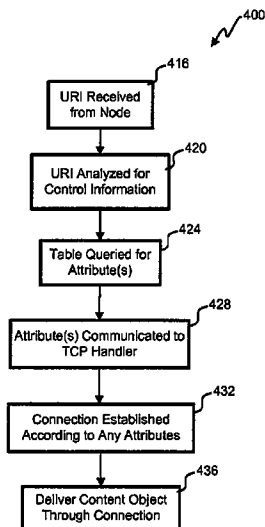 400
416
URI Received
from Node
420
URI Analyzed for
Control Information
424
Table Queried for
Attribute(s)
428
Attribute(s) Communicated to
TCP Handler
432
Connection Established
According to Any Attributes
436
Deliver Content Object
Through Connection